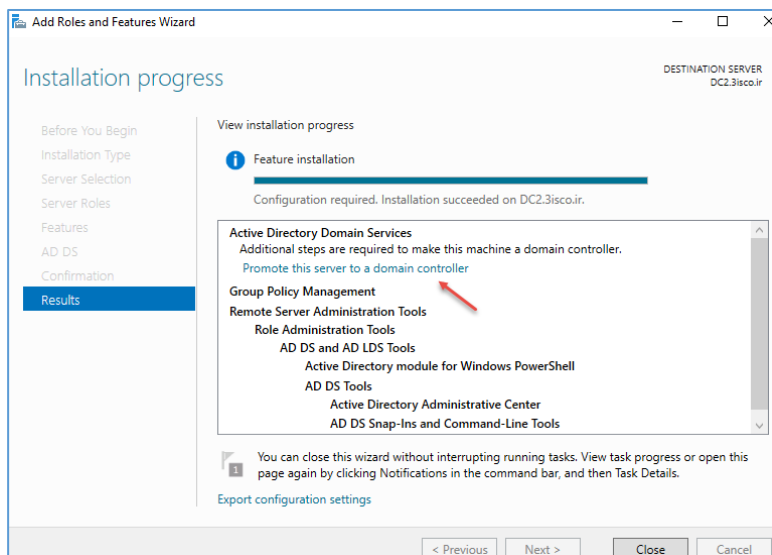 Add Roles and Features Wizard
Installation progress
DESTINATION SERVER
DC2.3isco.ir
Before You Begin
Installation Type
Server Selection
Server Roles
Features
AD DS
Confirmation
Results
View installation progress
Feature installation
Configuration required. Installation succeeded on DC2.3isco.ir.
Active Directory Domain Services
Additional steps are required to make this machine a domain controller.
Promote this server to a domain controller
Group Policy Management
Remote Server Administration Tools
Role Administration Tools
AD DS and AD LDS Tools
Active Directory module for Windows PowerShell
AD DS Tools
Active Directory Administrative Center
AD DS Snap-Ins and Command-Line Tools
1
You can close this wizard without interrupting running tasks. View task progress or open this
page again by clicking Notifications in the command bar, and then Task Details.
Export configuration settings
< Previous
Next >
Close
Cancel